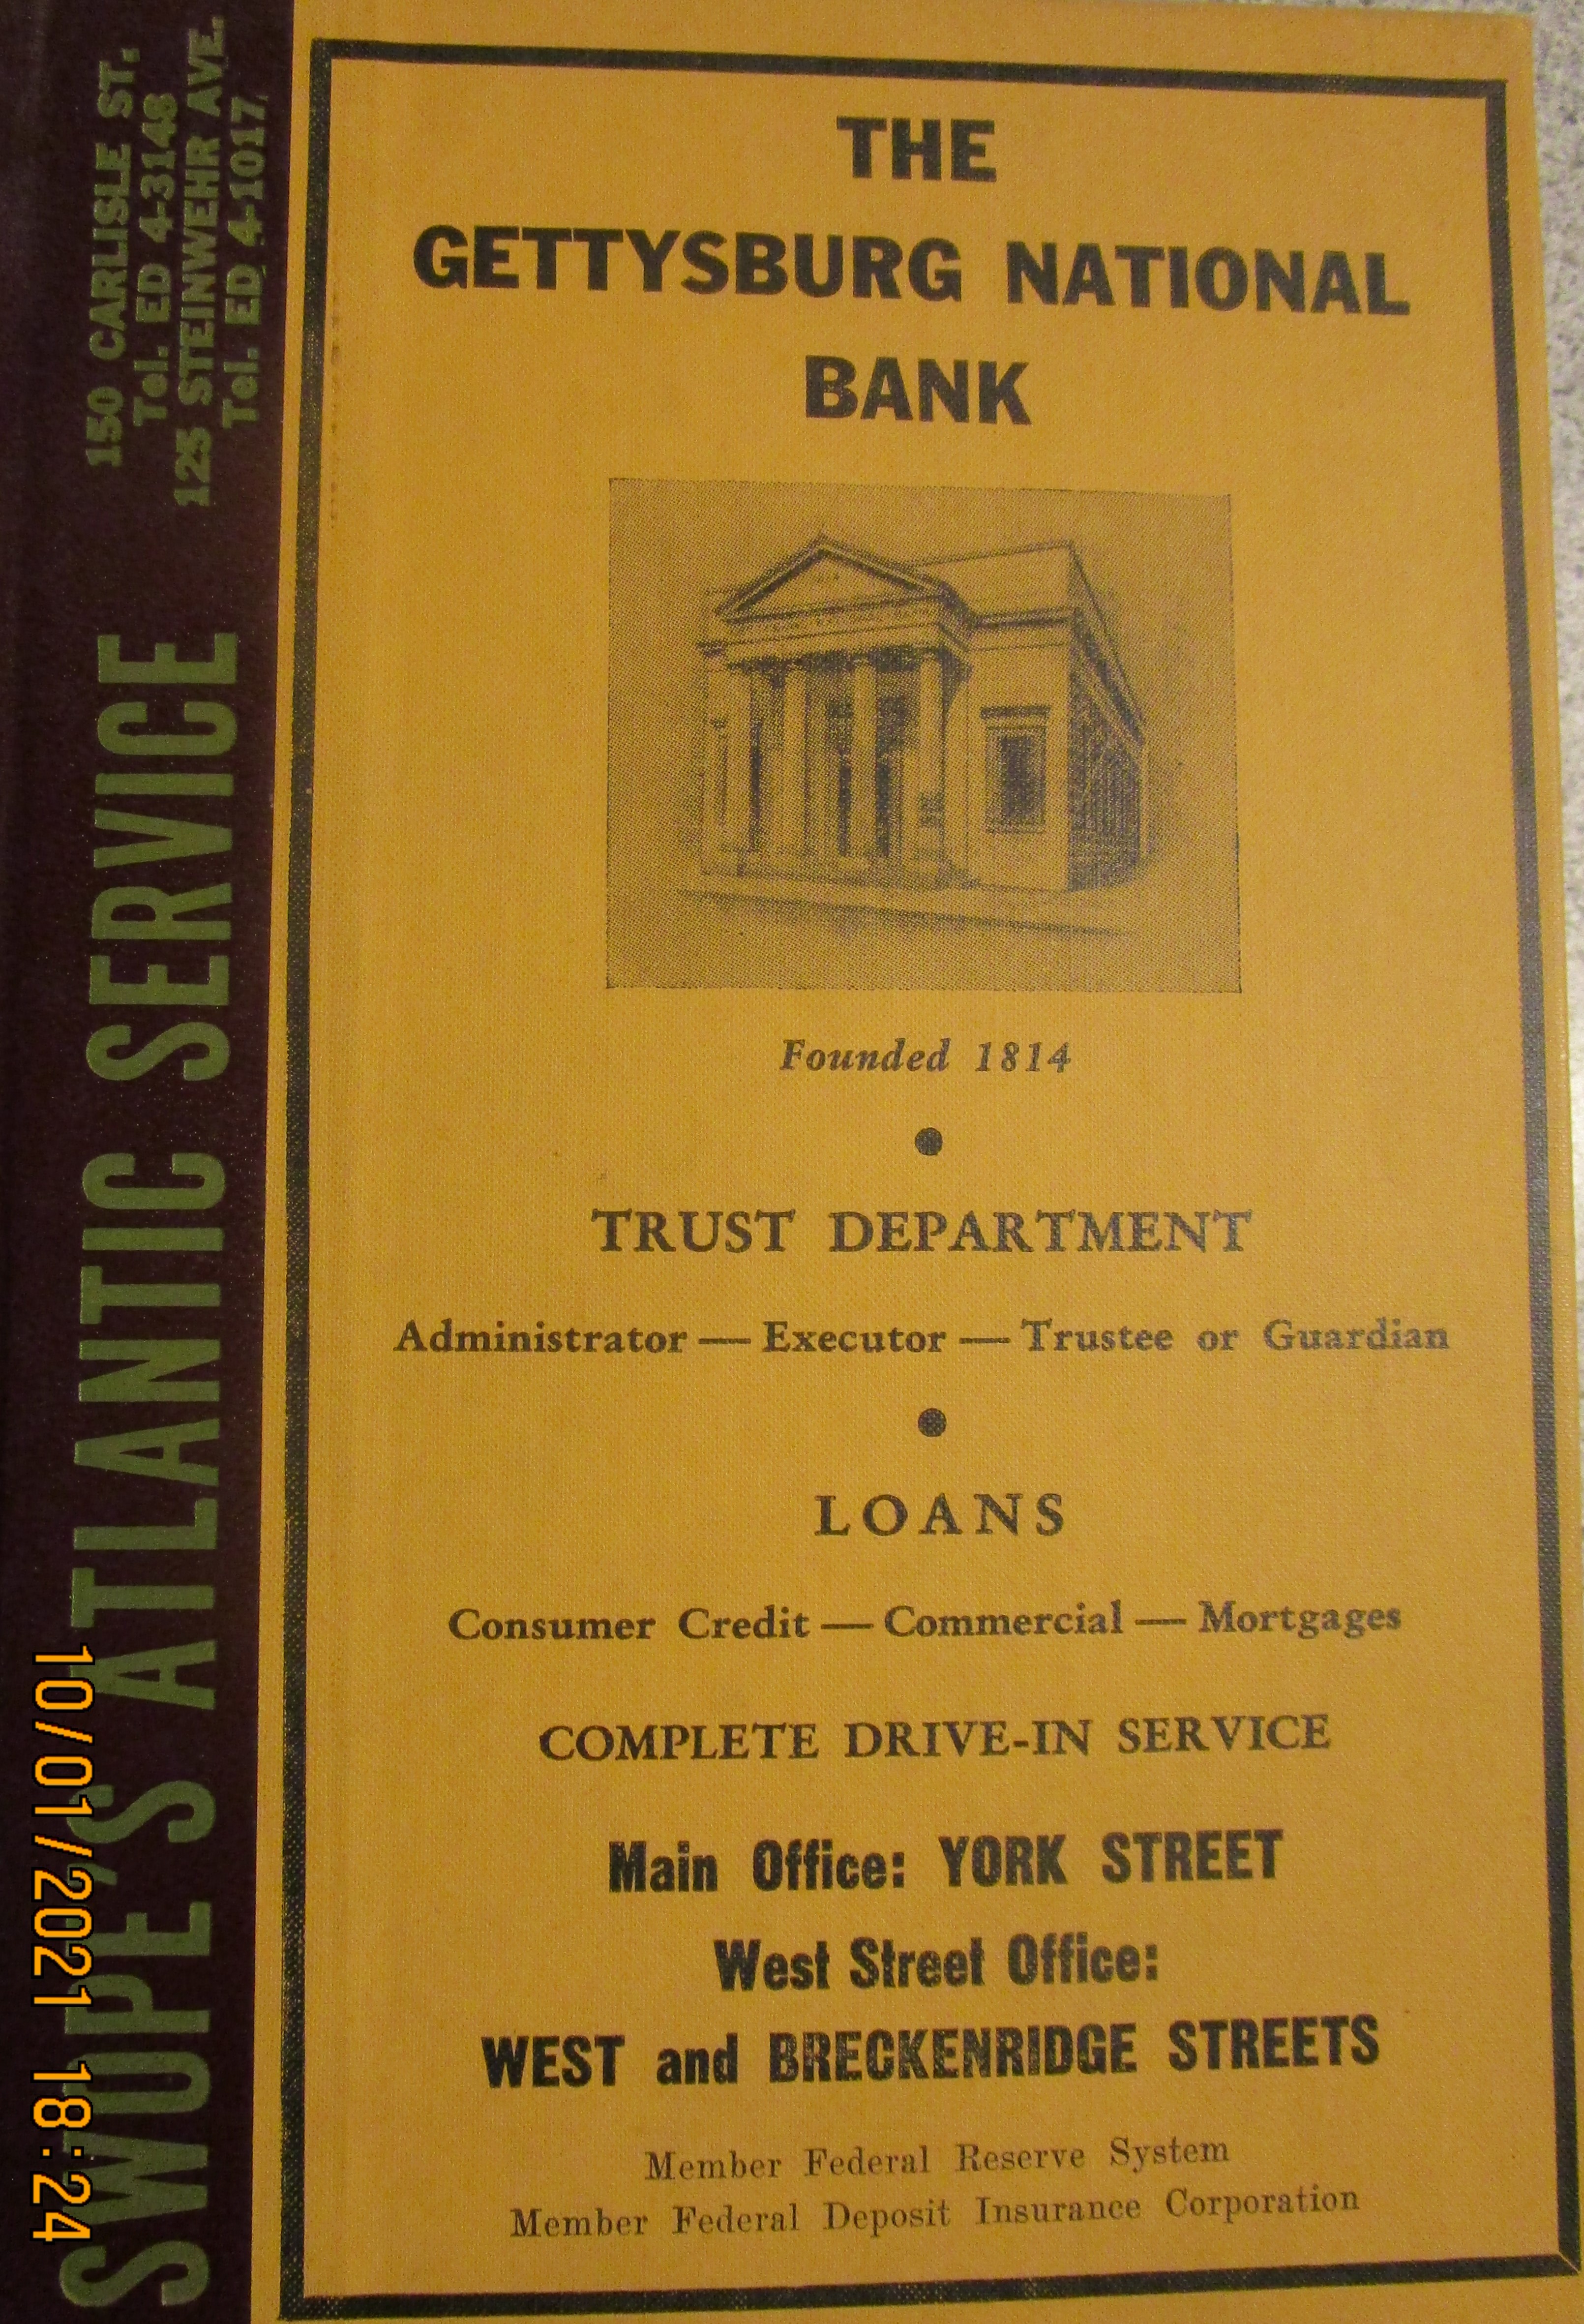 THE
GETTYSBURG NATIONAL
BANK
Founded 1814
TRUST DEPARTMENT
Administrator — Executor — Trustee or Guardian
LOANS
Consumer Credit — Commercial — Mortgages
COMPLETE DRIVE-IN SERVICE
Main Office: YORK STREET
West Street Office:
WEST and BRECKENRIDGE STREETS
Member Federal Reserve System
Member Federal Deposit Insurance Corporation
SWOPE'S ATLANTIC SERVICE
150 CARLISLE ST.
Tel. ED 4-3148
125 STEINWEHR AVE.
Tel. ED 4-1017
10/01/2021 18:24